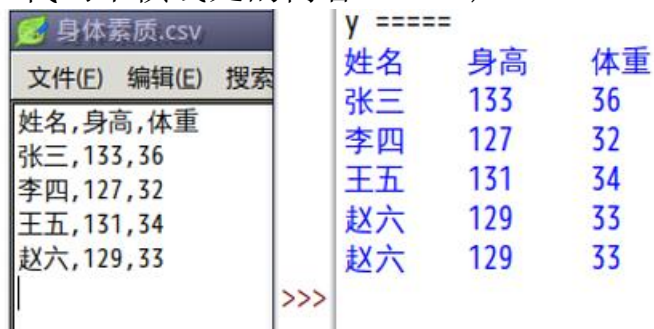 身体素质.csv
文件(F) 编辑(E) 搜索
姓名,身高,体重
张三,133,36
李四,127,32
王五,131,34
赵六,129,33
y =====
姓名 身高 体重
张三 133 36
李四 127 32
王五 131 34
赵六 129 33
赵六 129 33
>>>